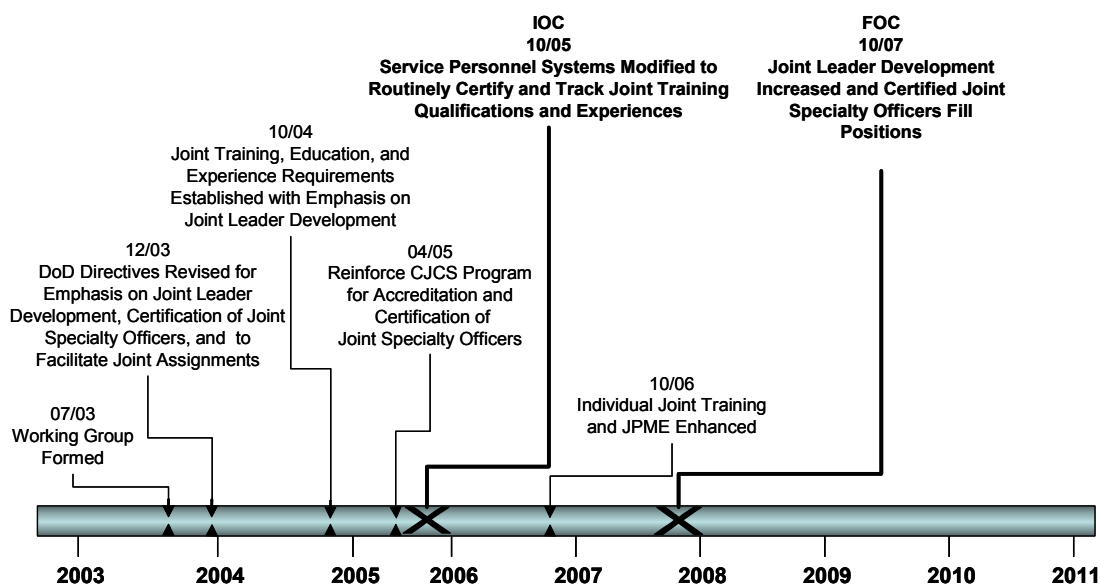 IOC
10/05
Service Personnel Systems Modified to
Routinely Certify and Track Joint Training
Qualifications and Experiences
FOC
10/07
Joint Leader Development
Increased and Certified Joint
Specialty Officers Fill
Positions
10/04
Joint Training, Education, and
Experience Requirements
Established with Emphasis on
Joint Leader Development
12/03
DoD Directives Revised for
Emphasis on Joint Leader
Development, Certification of Joint
Specialty Officers, and to
Facilitate Joint Assignments
04/05
Reinforce CJCS Program
for Accreditation and
Certification of
Joint Specialty Officers
10/06
Individual Joint Training
and JPME Enhanced
07/03
Working Group
Formed
2003 2004 2005 2006 2007 2008 2009 2010 2011